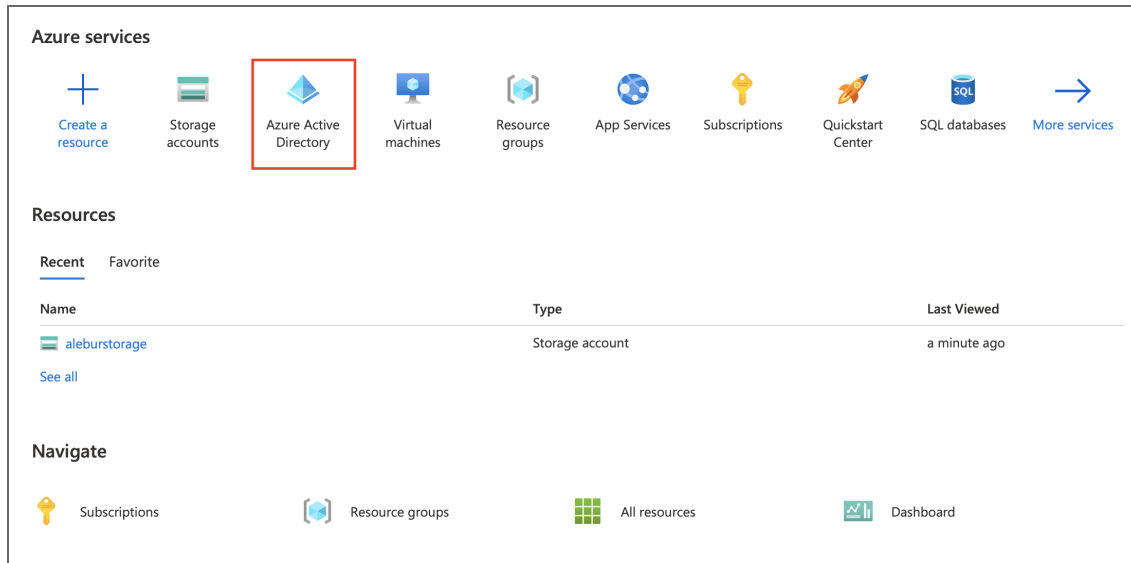 Azure services
Create a
resource
Storage
accounts
Azure Active
Directory
Virtual
machines
Resource
groups
App Services
Subscriptions
Quickstart
Center
SQL
SQL databases
More services
Resources
Recent Favorite
Name Type Last Viewed
aleburstorage Storage account a minute ago
See all
Navigate
Subscriptions Resource groups All resources Dashboard